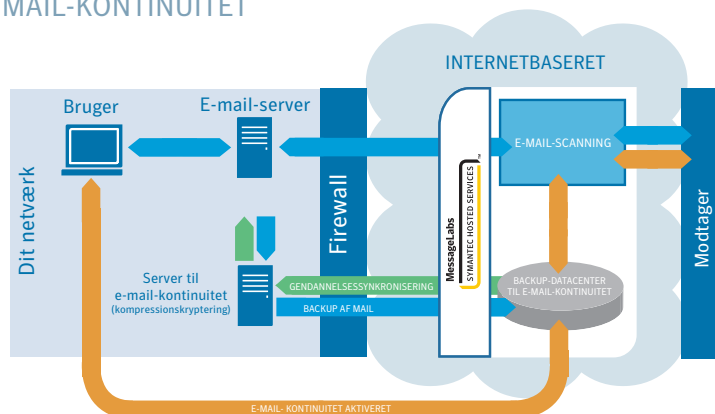 MAIL-KONTINUITET
INTERNETBASERET
Bruger
E-mail-server
E-MAIL-SCANNING
Dit netværk
Firewall
MessageLabs
SYMANTEC HOSTED SERVICES ™
Modtager
Server til
e-mail-kontinuitet
(kompressionskryptering)
GENDANNELSESSYNKRONISERING
BACKUP AF MAIL
BACKUP-DATACENTER
TIL E-MAIL-KONTINUITET
E-MAIL- KONTINUITET AKTIVERET